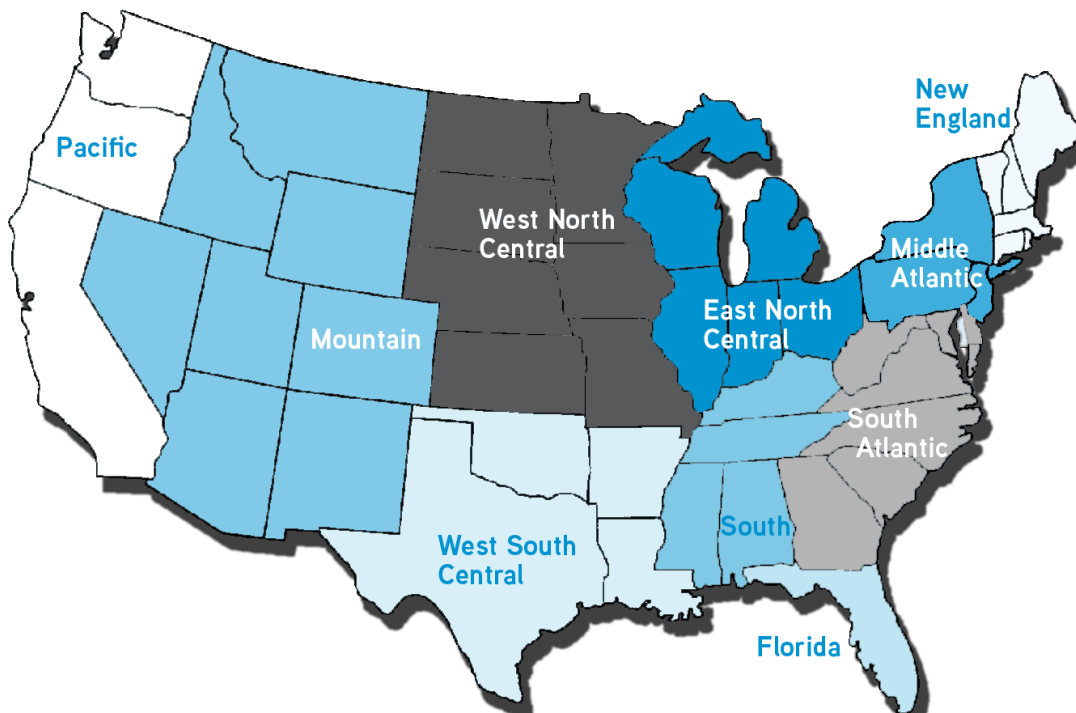 New
England
Pacific
West North
Central
Middle
Atlantic
East North
Central
Mountain
South
Atlantic
South
West South
Central
Florida